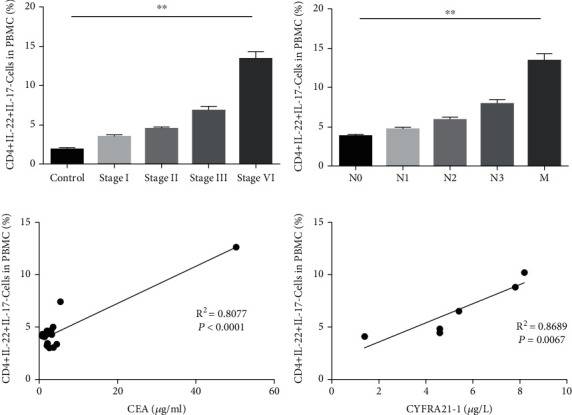 CD4+IL-22+IL-17-Cells in PBMC (%)
20
15
10
5
0
**
Control Stage I Stage II Stage III Stage VI
CD4+IL-22+IL-17-Cells in PBMC (%)
20
15
10
5
0
**
N0 N1 N2 N3 M
CD4+IL-22+IL-17-Cells in PBMC (%)
15
10
5
0
R² = 0.8077
P < 0.0001
0 20 40 60
CEA (μg/ml)
CD4+IL-22+IL-17-Cells in PBMC (%)
15
10
5
0
R² = 0.8689
P = 0.0067
0 2 4 6 8 10
CYFRA21-1 (μg/L)